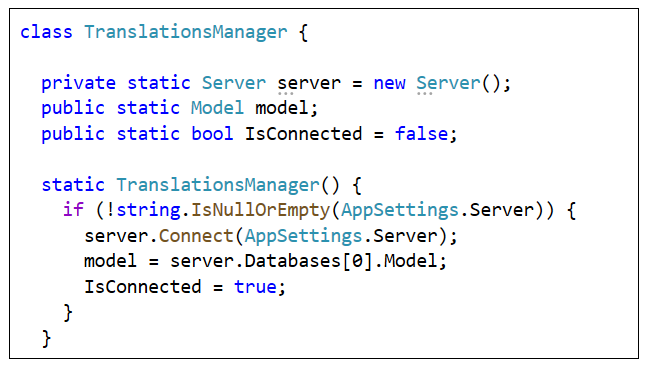 class TranslationsManager {
private static Server server = new Server();
public static Model model;
public static bool IsConnected = false;
static TranslationsManager() {
if (!string.IsNullOrEmpty(AppSettings.Server)) {
server.Connect(AppSettings.Server);
model = server.Databases[0].Model;
IsConnected = true;
}
}